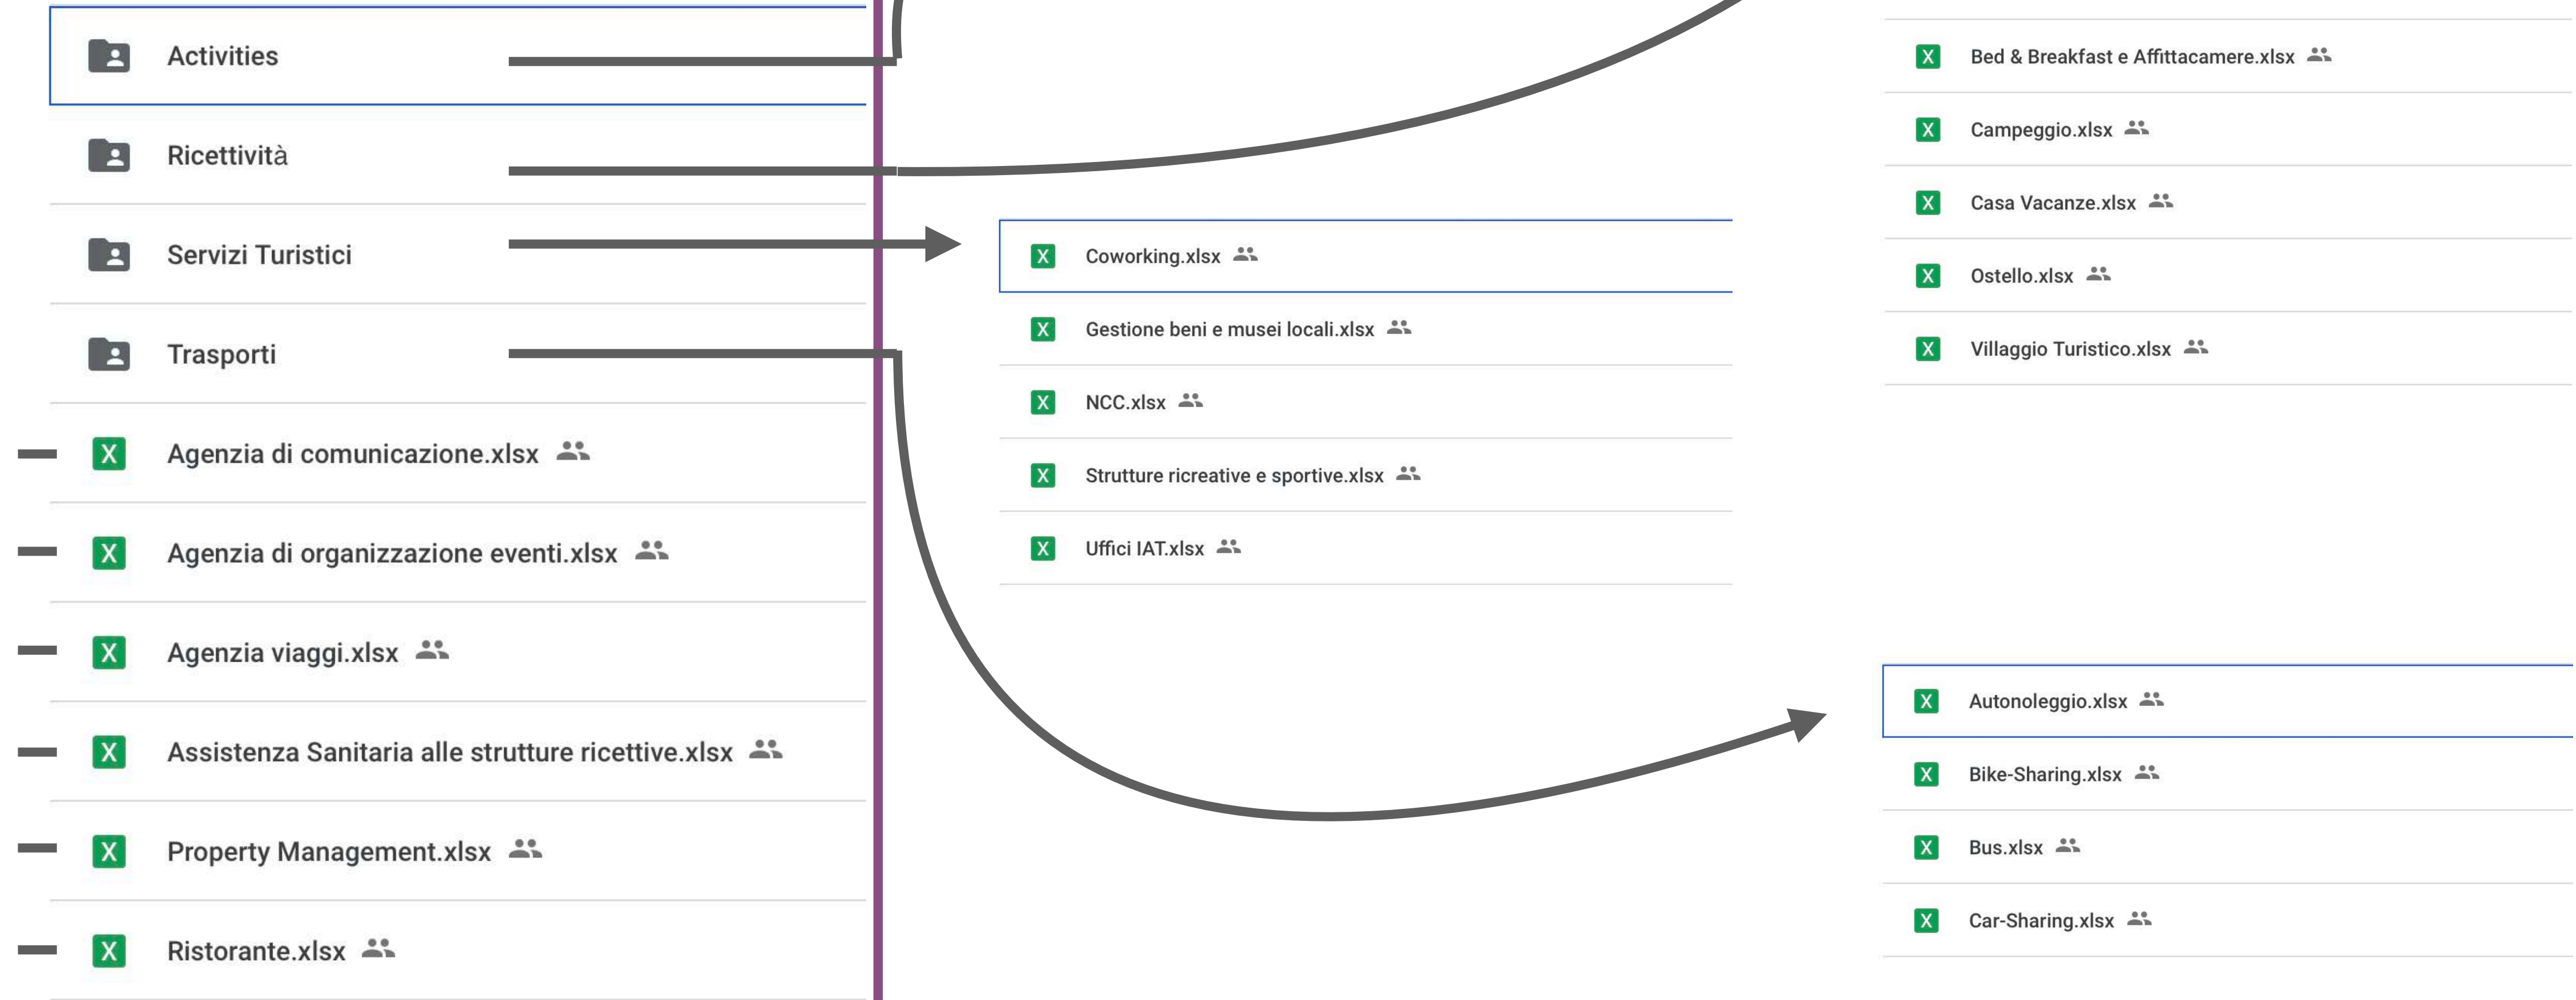 Activities
Ricettività
Servizi Turistici
Trasporti
Agenzia di comunicazione.xlsx
Agenzia di organizzazione eventi.xlsx
Agenzia viaggi.xlsx
Assistenza Sanitaria alle strutture ricettive.xlsx
Property Management.xlsx
Ristorante.xlsx
Coworking.xlsx
Gestione beni e musei locali.xlsx
NCC.xlsx
Strutture ricreative e sportive.xlsx
Uffici IAT.xlsx
Bed & Breakfast e Affittacamere.xlsx
Campeggio.xlsx
Casa Vacanze.xlsx
Ostello.xlsx
Villaggio Turistico.xlsx
Autonoleggio.xlsx
Bike-Sharing.xlsx
Bus.xlsx
Car-Sharing.xlsx